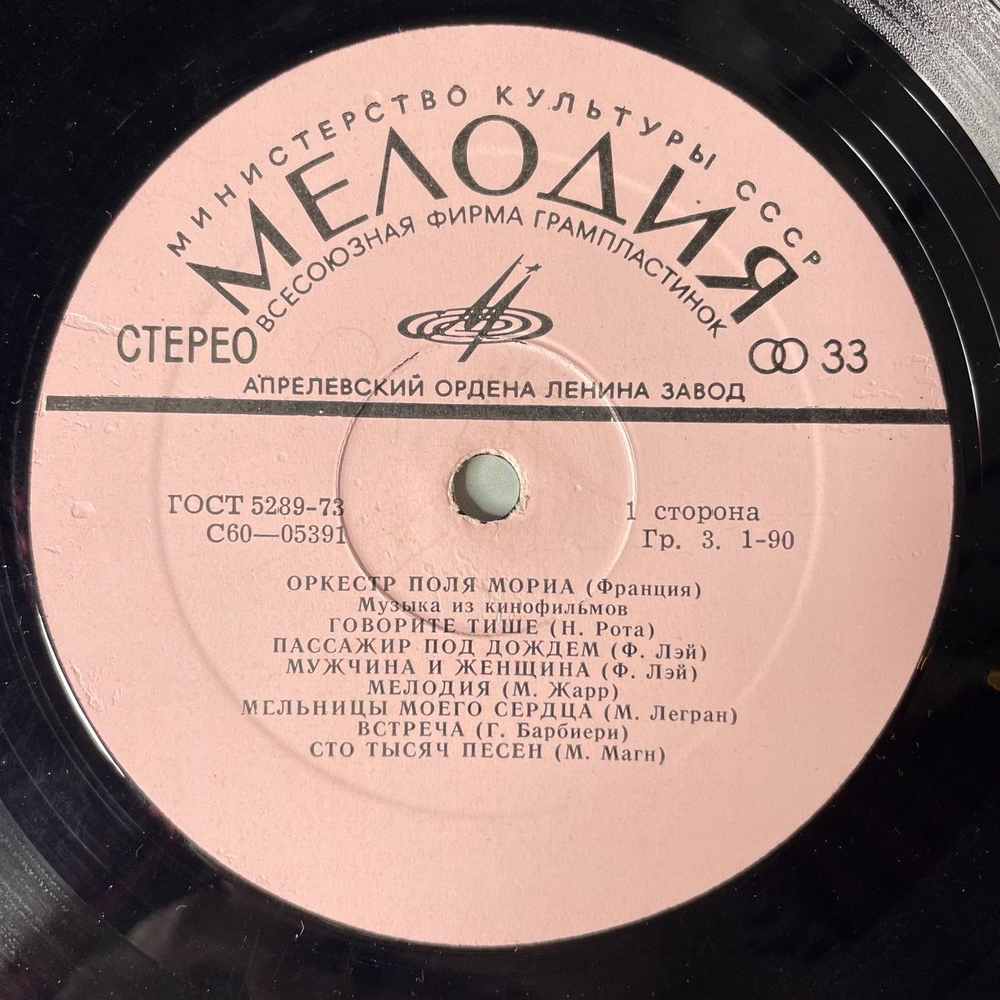 МИНИСТЕРСТВО КУЛЬТУРЫ СССР
МЕЛОДИЯ
ВСЕСОЮЗНАЯ ФИРМА ГРАМПЛАСТИНОК
СТЕРЕО
33
АПРЕЛЕВСКИЙ ОРДЕНА ЛЕНИНА ЗАВОД
ГОСТ 5289-73
С60—05391
1 сторона
Гр. 3. 1-90
ОРКЕСТР ПОЛЯ МОРИА (Франция)
Музыка из кинофильмов
ГОВОРИТЕ ТИШЕ (Н. Рота)
ПАССАЖИР ПОД ДОЖДЕМ (Ф. Лэй)
МУЖЧИНА И ЖЕНЩИНА (Ф. Лэй)
МЕЛОДИЯ (М. Жарр)
МЕЛЬНИЦЫ МОЕГО СЕРДЦА (М. Легран)
ВСТРЕЧА (Г. Барбиери)
СТО ТЫСЯЧ ПЕСЕН (М. Магн)